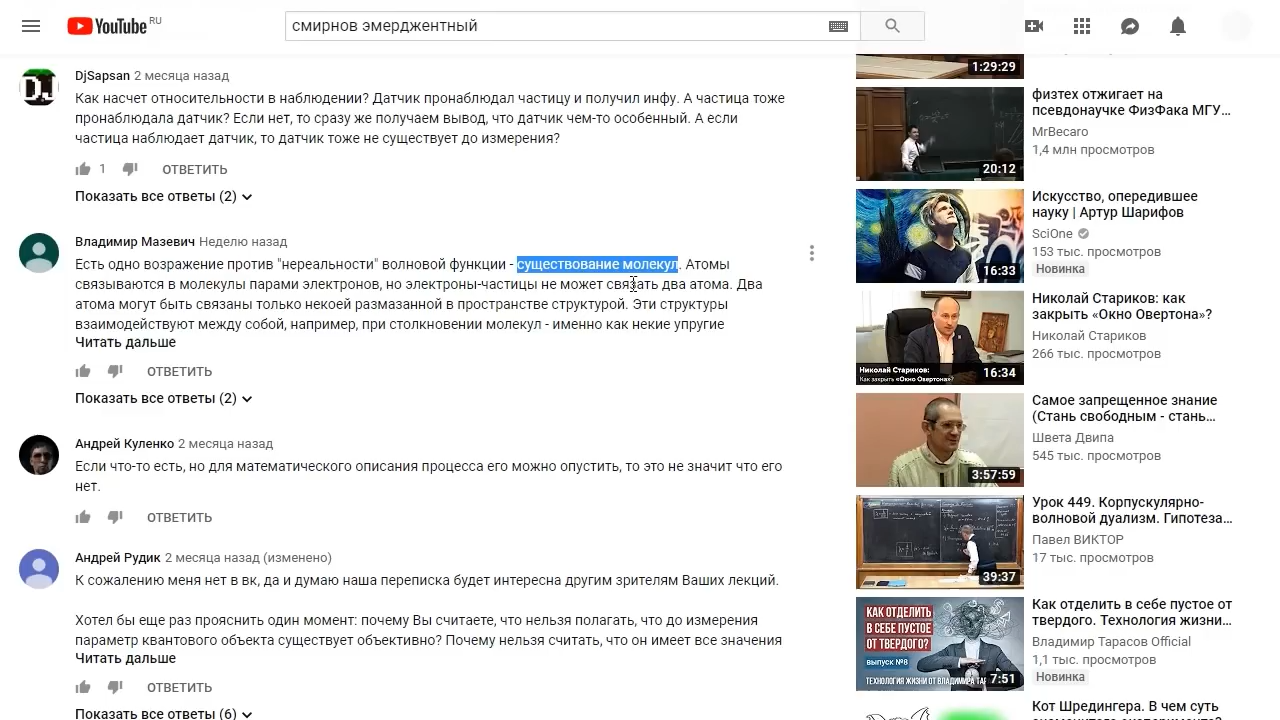 YouTube RU
смирнов эмерджентный
DjSapsan 2 месяца назад
Как насчет относительности в наблюдении? Датчик пронаблюдал частицу и получил инфу. А частица тоже
пронаблюдала датчик? Если нет, то сразу же получаем вывод, что датчик чем-то особенный. А если
частица наблюдает датчик, то датчик тоже не существует до измерения?
1 ОТВЕТИТЬ
Показать все ответы (2)
Владимир Мазевич Неделю назад
Есть одно возражение против "нереальности" волновой функции - существование молекул. Атомы
связываются в молекулы парами электронов, но электроны-частицы не может связать два атома. Два
атома могут быть связаны только некоей размазанной в пространстве структурой. Эти структуры
взаимодействуют между собой, например, при столкновении молекул - именно как некие упругие
Читать дальше
ОТВЕТИТЬ
Показать все ответы (2)
Андрей Куленко 2 месяца назад
Если что-то есть, но для математического описания процесса его можно опустить, то это не значит что его
нет.
ОТВЕТИТЬ
Андрей Рудик 2 месяца назад (изменено)
К сожалению меня нет в вк, да и думаю наша переписка будет интересна другим зрителям Ваших лекций.
Хотел бы еще раз прояснить один момент: почему Вы считаете, что нельзя полагать, что до измерения
параметр квантового объекта существует объективно? Почему нельзя считать, что он имеет все значения
Читать дальше
ОТВЕТИТЬ
Показать все ответы (6)
1:29:29
20:12
физтех отжигает на
псевдонаучке ФизФака МГУ…
MrBecaro
1,4 млн просмотров
16:33
Искусство, опередившее
науку | Артур Шарифов
SciOne
153 тыс. просмотров
Новинка
Николай Стариков:
Как закрыть «Окно Овертона»?
16:34
Николай Стариков: как
закрыть «Окно Овертона»?
Николай Стариков
266 тыс. просмотров
3:57:59
Самое запрещенное знание
(Стань свободным - стань…
Швета Двипа
545 тыс. просмотров
39:37
Урок 449. Корпускулярно-
волновой дуализм. Гипотеза…
Павел ВИКТОР
17 тыс. просмотров
КАК ОТДЕЛИТЬ
В СЕБЕ ПУСТОЕ
ОТ ТВЕРДОГО?
выпуск №8
ТЕХНОЛОГИЯ ЖИЗНИ ОТ ВЛАДИМИРА
7:51
Как отделить в себе пустое от
твердого. Технология жизни…
Владимир Тарасов Official
1,1 тыс. просмотров
Новинка
Кот Шредингера. В чем суть